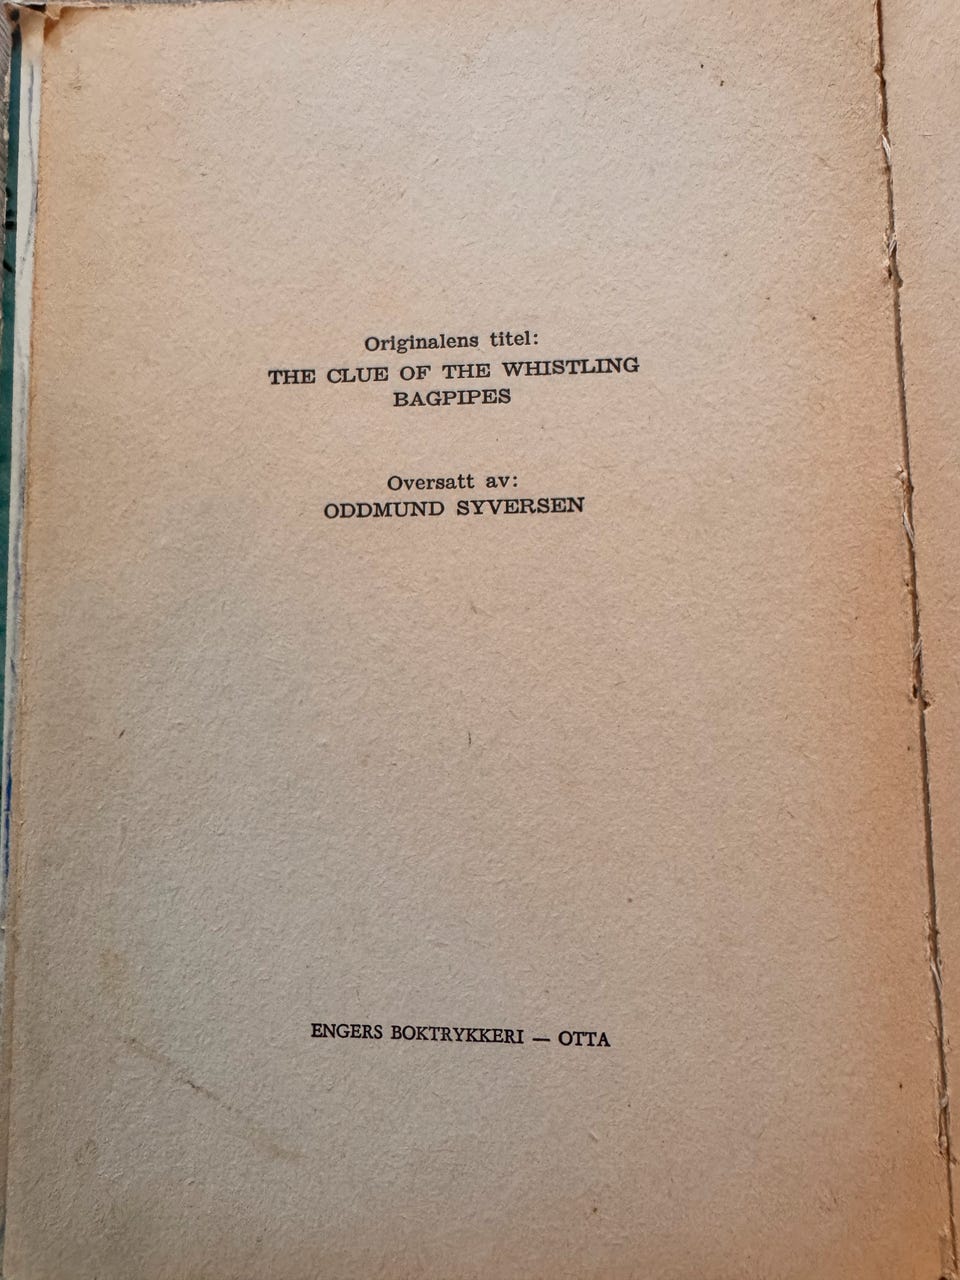 Originalens titel:
THE CLUE OF THE WHISTLING
BAGPIPES
Oversatt av:
ODDMUND SYVERSEN
ENGERS BOKTRYKKERI — OTTA